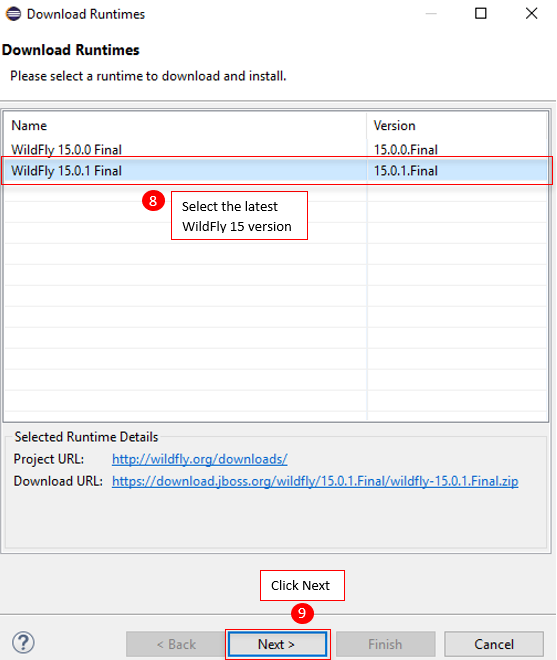 Download Runtimes
Download Runtimes
Please select a runtime to download and install.
Name Version
WildFly 15.0.0 Final 15.0.0.Final
WildFly 15.0.1 Final 15.0.1.Final
8 Select the latest
WildFly 15 version
Selected Runtime Details
Project URL: http://wildfly.org/downloads/
Download URL: https://download.jboss.org/wildfly/15.0.1.Final/wildfly-15.0.1.Final.zip
Click Next
9
? < Back Next > Finish Cancel